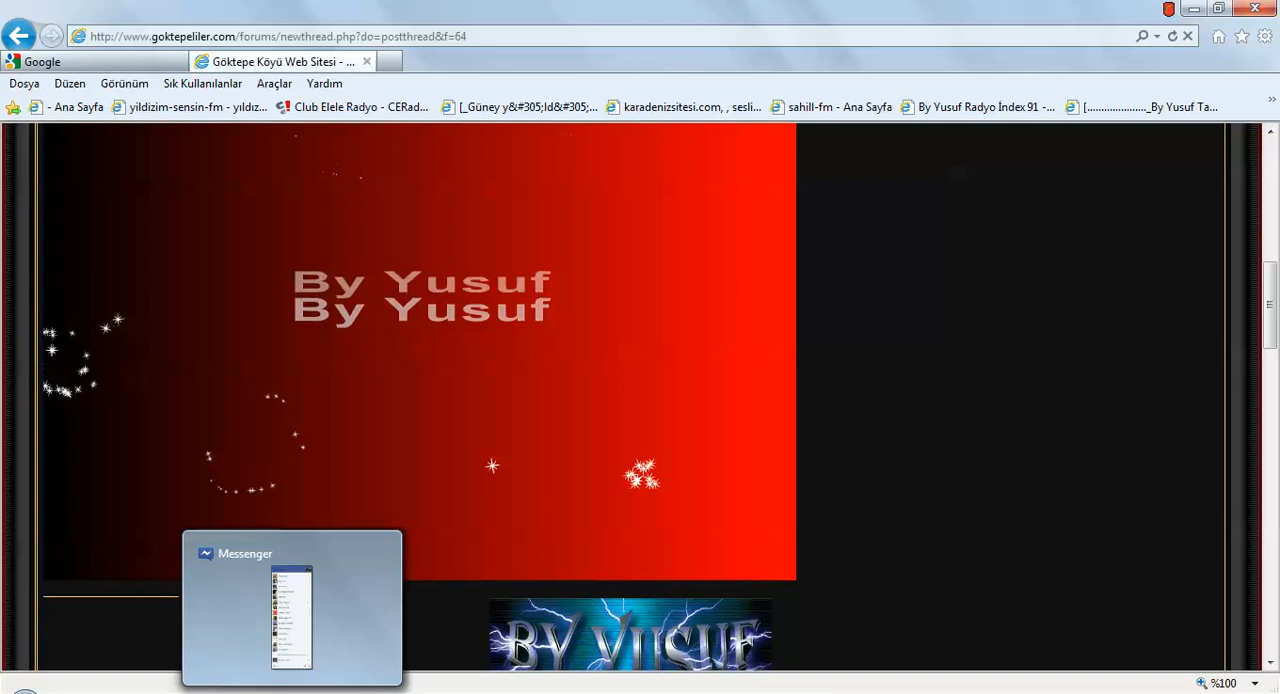 http://www.goktepeliler.com/forums/newthread.php?do=postthread&f=64
Google
Göktepe Köyü Web Sitesi - ...
Dosya Düzen Görünüm Sık Kullanılanlar Araçlar Yardım
- Ana Sayfa yildizim-sensin-fm - yıldız... Club Elele Radyo - CERad... [_Güney y&#305;ld&#305;... karadenizsitesi.com, , sesli... sahill-fm - Ana Sayfa By Yusuf Radyo İndex 91 -... [....................._By Yusuf Ta...
By Yusuf
By Yusuf
Messenger
BY YUSUF
%100